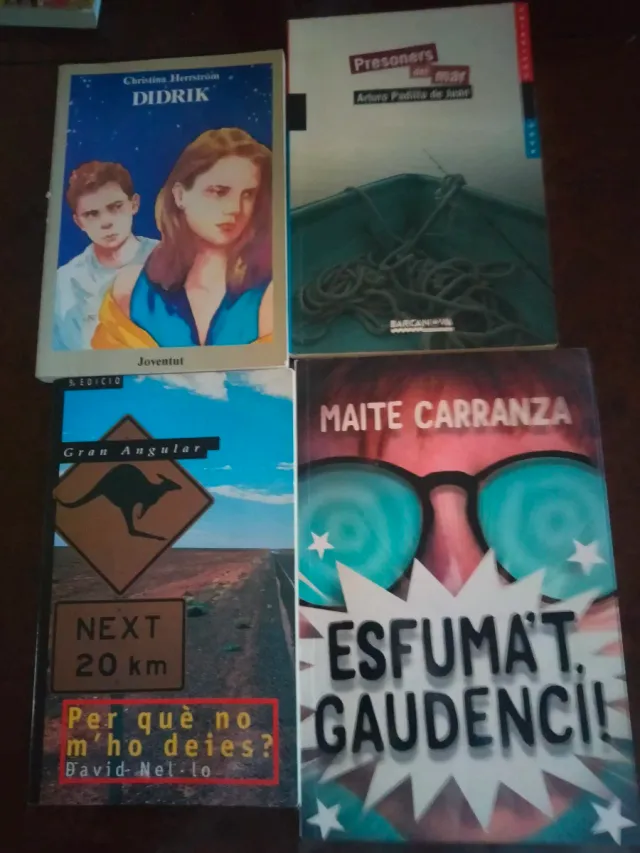 Christina Herrström
DIDRIK
Joventut
Presoners
del mar
Arturo Padilla de Juan
BARCANOVA
9a EDICIÓ
Gran Angular
NEXT
20 km
Per què no
m'ho deies?
David Nel·lo
MAITE CARRANZA
ESFUMA'T,
GAUDENCI!